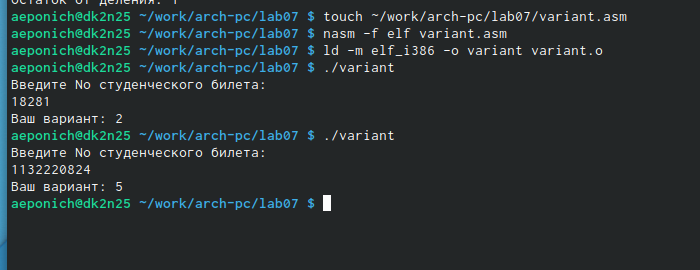 остаток от деления: 1
aeponich@dk2n25 ~/work/arch-pc/lab07 $ touch ~/work/arch-pc/lab07/variant.asm
aeponich@dk2n25 ~/work/arch-pc/lab07 $ nasm -f elf variant.asm
aeponich@dk2n25 ~/work/arch-pc/lab07 $ ld -m elf_i386 -o variant variant.o
aeponich@dk2n25 ~/work/arch-pc/lab07 $ ./variant
Введите No студенческого билета:
18281
Ваш вариант: 2
aeponich@dk2n25 ~/work/arch-pc/lab07 $ ./variant
Введите No студенческого билета:
1132220824
Ваш вариант: 5
aeponich@dk2n25 ~/work/arch-pc/lab07 $